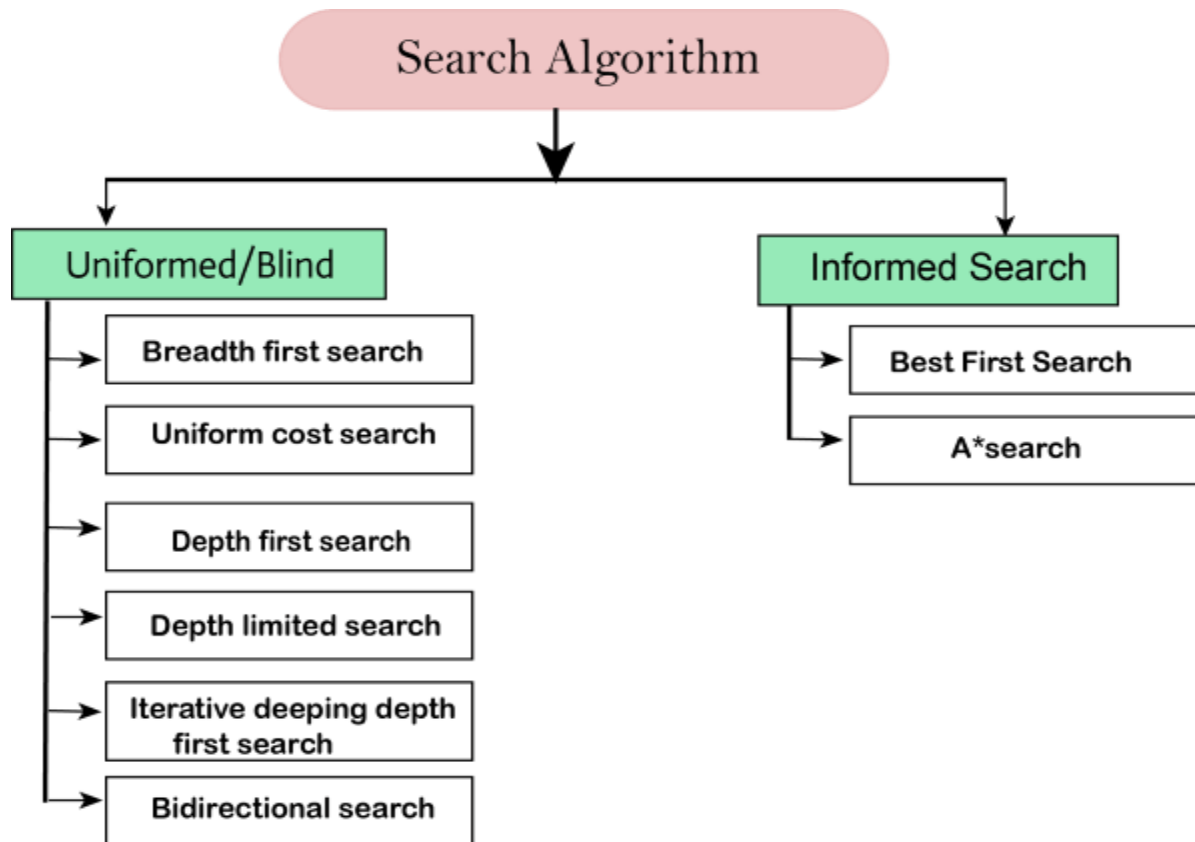 Search Algorithm
Uniformed/Blind
Breadth first search
Uniform cost search
Depth first search
Depth limited search
Iterative deeping depth
first search
Bidirectional search
Informed Search
Best First Search
A*search